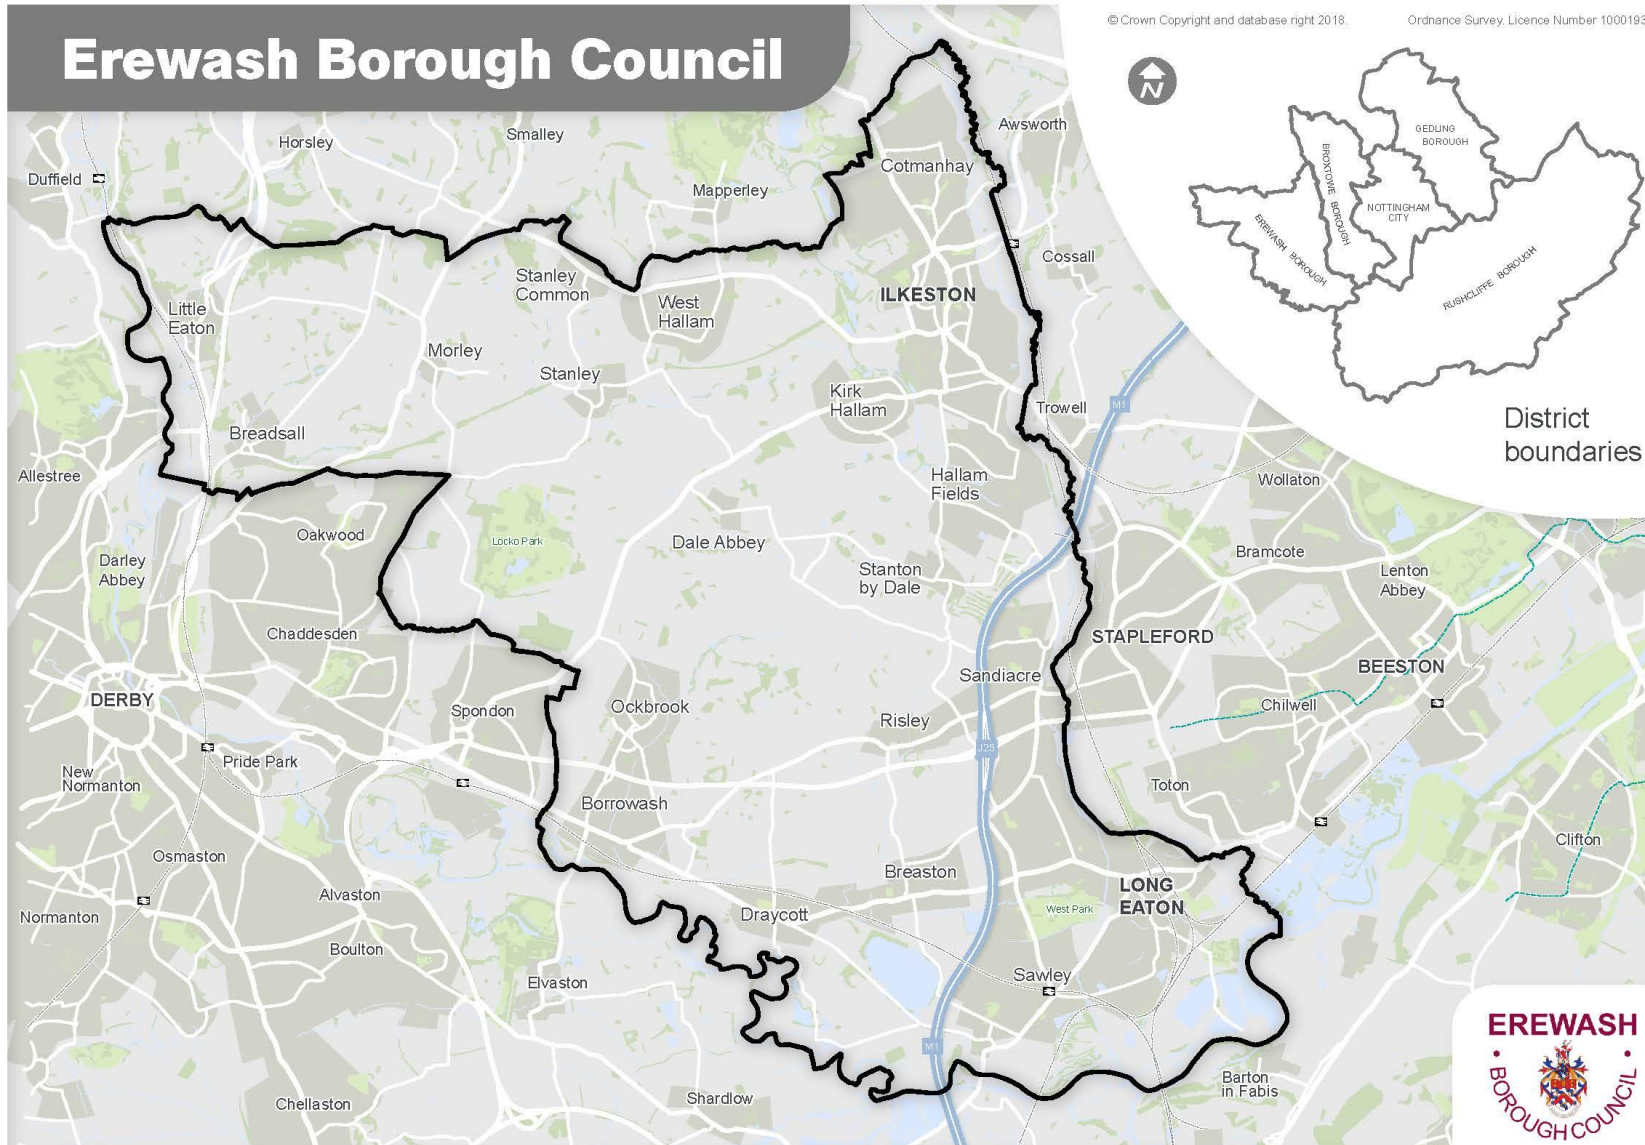 Erewash Borough Council
© Crown Copyright and database right 2018.
Ordnance Survey. Licence Number 1000193
N
GEDLING
BOROUGH
BROXTOWE BOROUGH
NOTTINGHAM
CITY
EREWASH BOROUGH
RUSHCLIFFE BOROUGH
District
boundaries
Horsley
Smalley
Awsworth
Duffield
Mapperley
Cotmanhay
Cossall
Stanley
Common
West
Hallam
ILKESTON
Little
Eaton
Morley
Stanley
Kirk
Hallam
Trowell
M1
Breadsall
Allestree
Hallam
Fields
Wollaton
Oakwood
Locko Park
Dale Abbey
Darley
Abbey
Stanton
by Dale
Bramcote
Lenton
Abbey
Chaddesden
STAPLEFORD
BEESTON
Sandiacre
DERBY
Spondon
Ockbrook
Risley
Chilwell
J25
Pride Park
New
Normanton
Borrowash
Toton
Clifton
Osmaston
Breaston
LONG
EATON
West Park
Alvaston
Normanton
Draycott
Boulton
Elvaston
Sawley
M1
Barton
in Fabis
Chellaston
Shardlow
EREWASH
BOROUGH COUNCIL